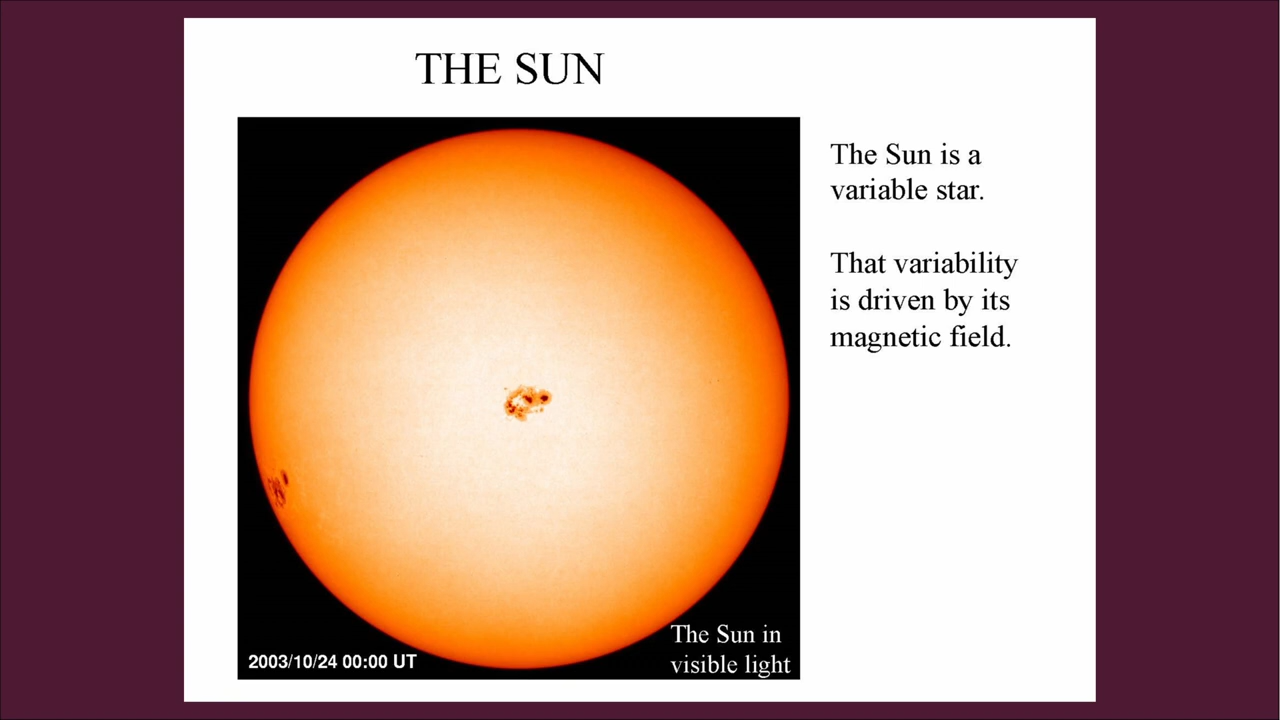 THE SUN
The Sun is a
variable star.
That variability
is driven by its
magnetic field.
The Sun in
visible light
2003/10/24 00:00 UT